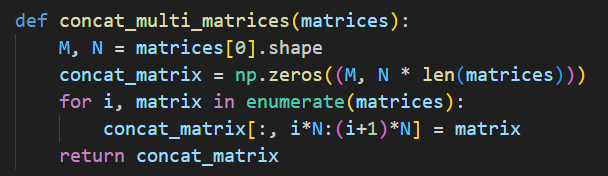 def concat_multi_matrices(matrices):
    M, N = matrices[0].shape
    concat_matrix = np.zeros((M, N * len(matrices)))
    for i, matrix in enumerate(matrices):
        concat_matrix[:, i*N:(i+1)*N] = matrix
    return concat_matrix